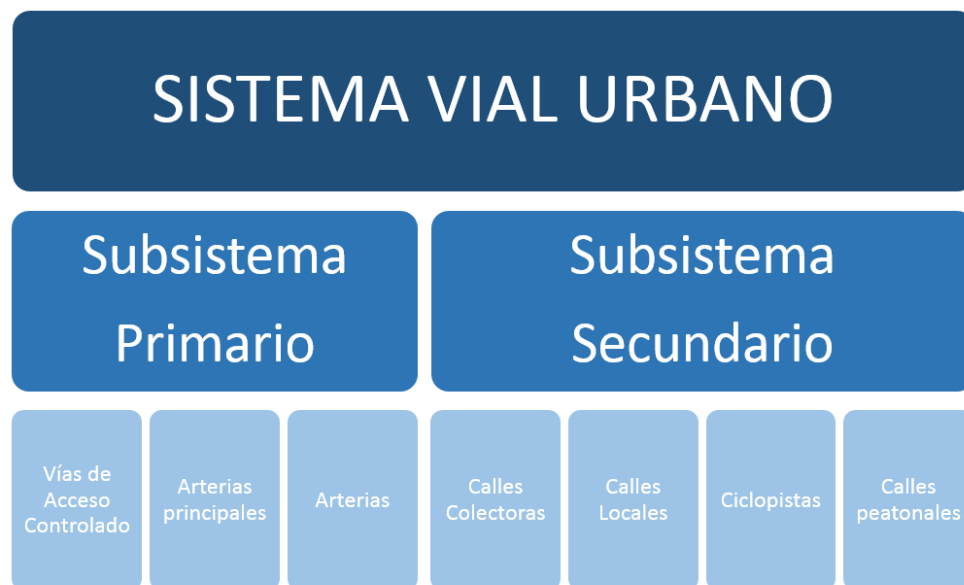 SISTEMA VIAL URBANO
Subsistema
Primario
Subsistema
Secundario
Vías de
Acceso
Controlado
Arterias
principales
Arterias
Calles
Colectoras
Calles
Locales
Ciclopistas
Calles
peatonales